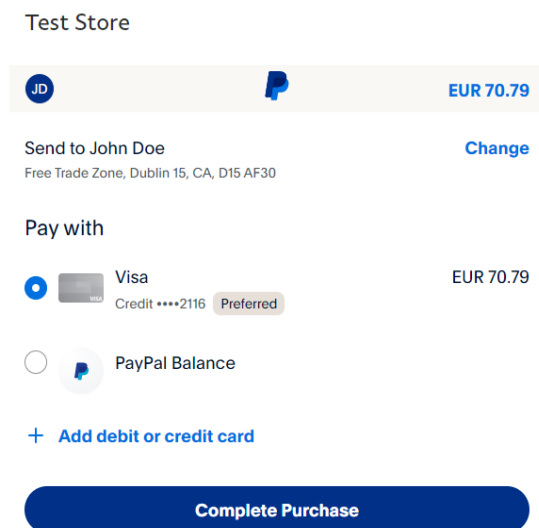 Test Store
JD
EUR 70.79
Send to John Doe
Change
Free Trade Zone, Dublin 15, CA, D15 AF30
Pay with
Visa
EUR 70.79
VISA
Credit ••••2116 Preferred
PayPal Balance
+ Add debit or credit card
Complete Purchase